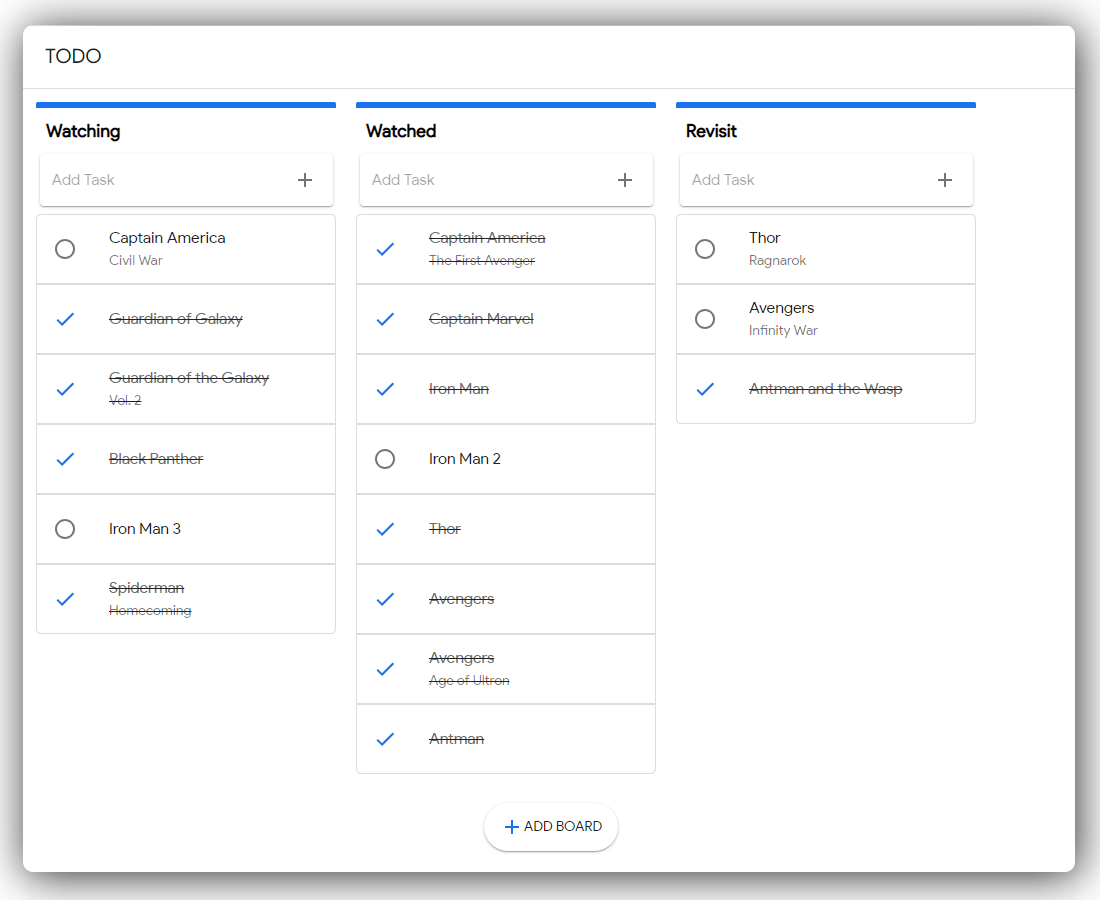 TODO
Watching
Add Task
Captain America
Civil War
Guardian of Galaxy
Guardian of the Galaxy
Vol. 2
Black Panther
Iron Man 3
Spiderman
Homecoming
Watched
Add Task
Captain America
The First Avenger
Captain Marvel
Iron Man
Iron Man 2
Thor
Avengers
Avengers
Age of Ultron
Antman
Revisit
Add Task
Thor
Ragnarok
Avengers
Infinity War
Antman and the Wasp
ADD BOARD